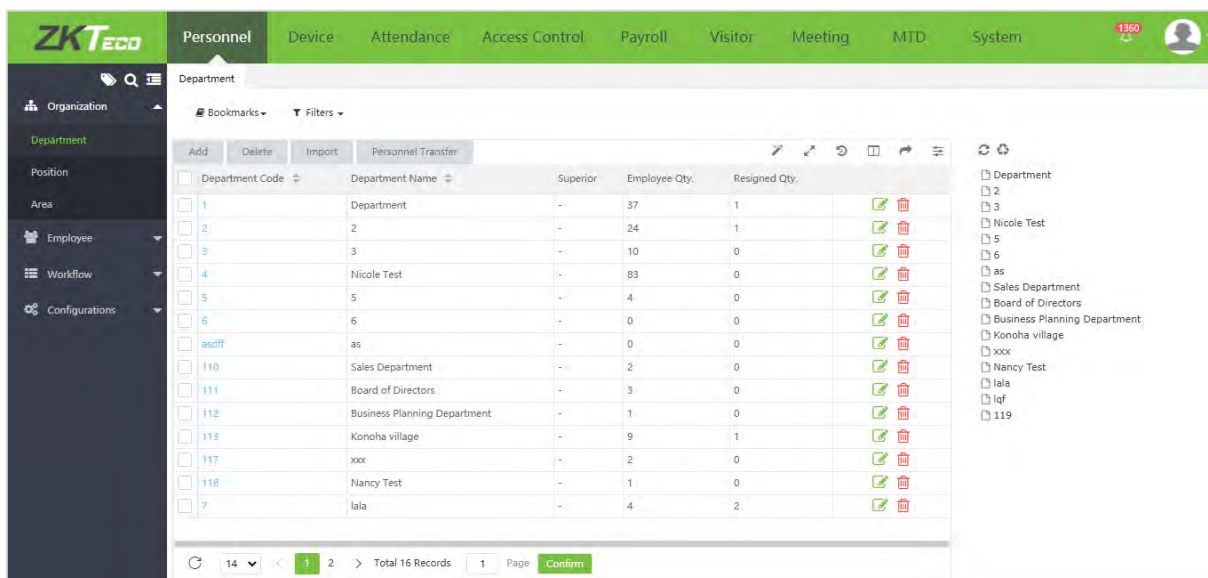 ZKTeco
Personnel Device Attendance Access Control Payroll Visitor Meeting MTD System 1360
Department
Organization
Department
Position
Area
Employee
Workflow
Configurations
Bookmarks Filters
Add Delete Import Personnel Transfer
Department Code Department Name Superior Employee Qty. Resigned Qty.
1 Department - 37 1
2 2 - 24 1
3 3 - 10 0
4 Nicole Test - 83 0
5 5 - 4 0
6 6 - 0 0
asdff as - 0 0
110 Sales Department - 2 0
111 Board of Directors - 3 0
112 Business Planning Department - 1 0
113 Konoha village - 9 1
117 xxx - 2 0
118 Nancy Test - 1 0
7 lala - 4 2
14 1 2 Total 16 Records 1 Page Confirm
Department
2
3
Nicole Test
5
6
as
Sales Department
Board of Directors
Business Planning Department
Konoha village
xxx
Nancy Test
lala
lqf
119